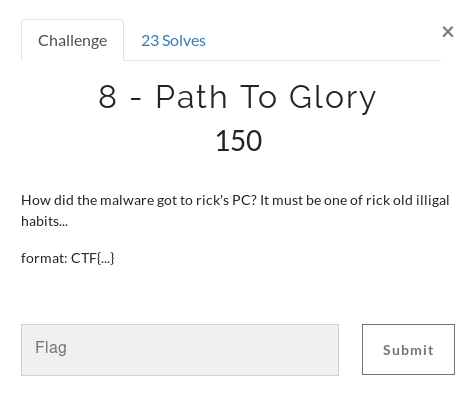 Challenge
23 Solves
×
8 - Path To Glory
150
How did the malware got to rick's PC? It must be one of rick old illigal
habits...
format: CTF{...}
Flag
Submit